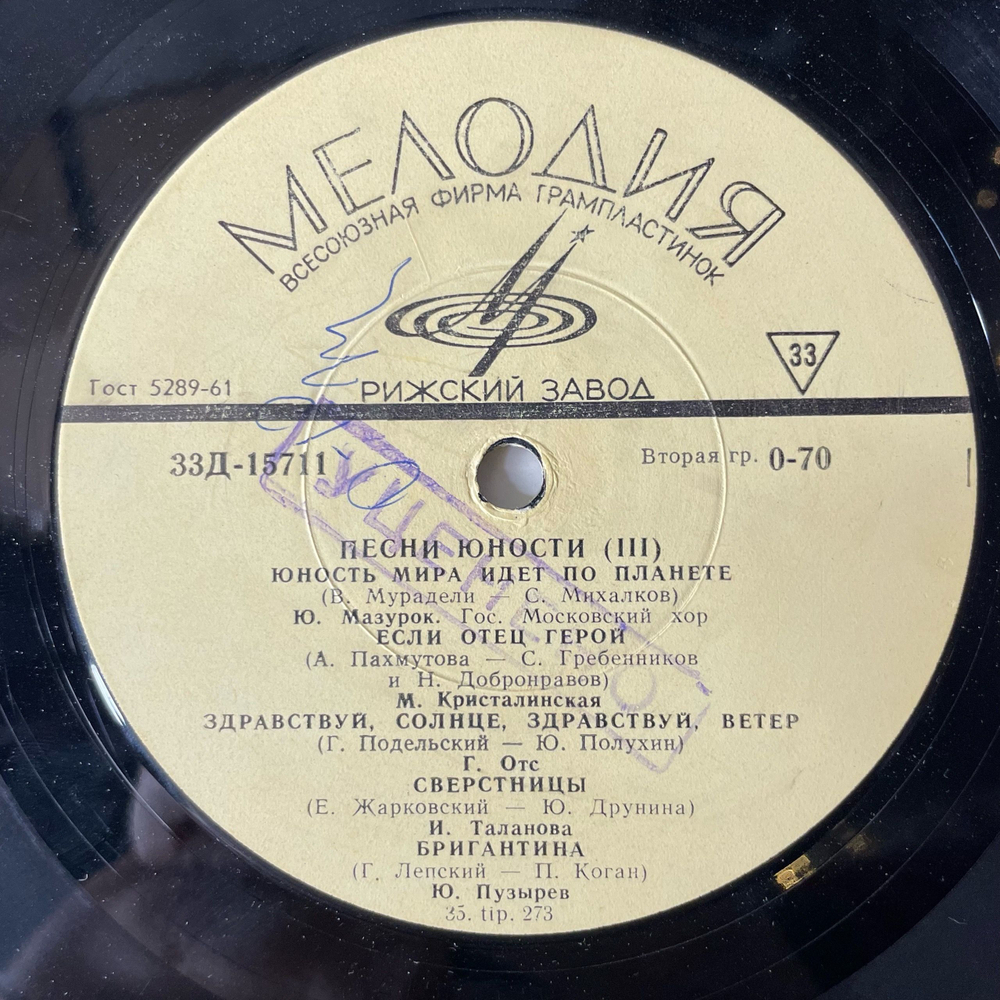 МЕЛОДИЯ
ВСЕСОЮЗНАЯ ФИРМА ГРАМПЛАСТИНОК
33
РИЖСКИЙ ЗАВОД
Гост 5289-61
33Д-15711
Вторая гр. 0-70
УЦЕНЕНО
ПЕСНИ ЮНОСТИ (III)
ЮНОСТЬ МИРА ИДЕТ ПО ПЛАНЕТЕ
(В. Мурадели — С. Михалков)
Ю. Мазурок. Гос. Московский хор
ЕСЛИ ОТЕЦ ГЕРОЙ
(А. Пахмутова — С. Гребенников
и Н. Добронравов)
М. Кристалинская
ЗДРАВСТВУЙ, СОЛНЦЕ, ЗДРАВСТВУЙ, ВЕТЕР
(Г. Подельский — Ю. Полухин)
Г. Отс
СВЕРСТНИЦЫ
(Е. Жарковский — Ю. Друнина)
И. Таланова
БРИГАНТИНА
(Г. Лепский — П. Коган)
Ю. Пузырев
35. tip. 273